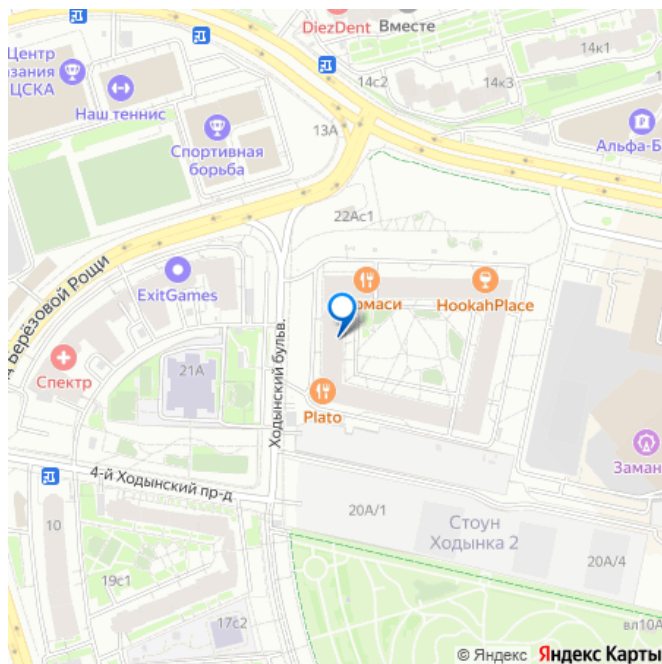 DiezDent
Вместе
Центр
зания
ЦСКА
14с2
14к1
14к3
Наш теннис
13А
Спортивная
борьба
Альфа-Б
22Ас1
ExitGames
омаси
HookahPlace
д Берёзовой Рощи
Спектр
21А
Ходынский бульв.
Plato
Заман
4-й Ходынский пр-д
10
20А/1
Стоун
Ходынка 2
20А/4
19с1
17с2
вл10А
© Яндекс Яндекс Карты